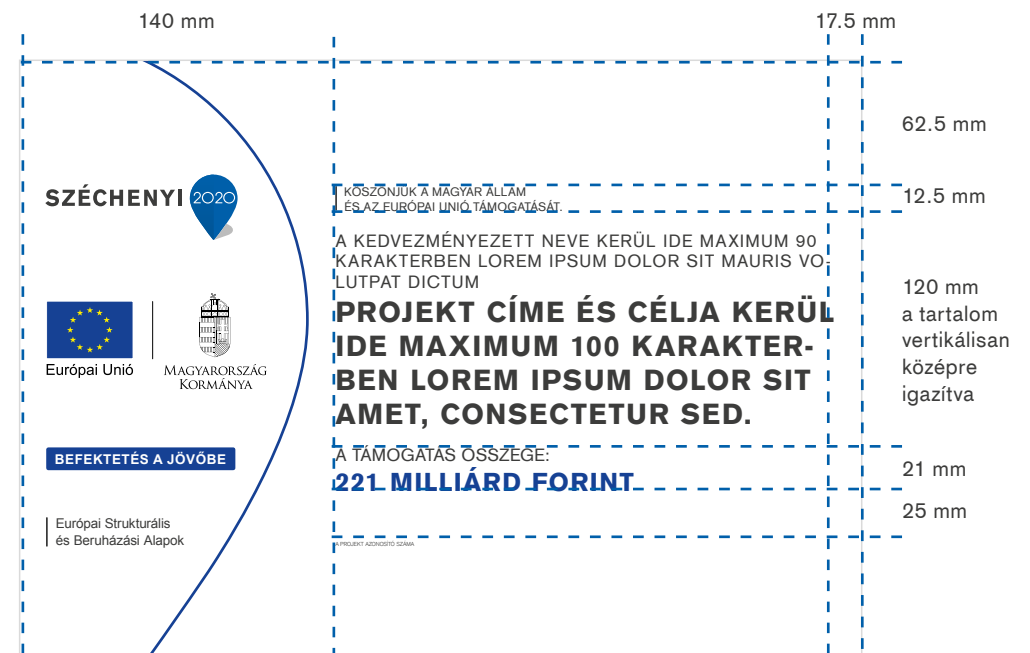 140 mm
17.5 mm
62.5 mm
SZÉCHENYI 2020
12.5 mm
KÖSZÖNJÜK A MAGYAR ÁLLAM
ÉS AZ EURÓPAI UNIÓ TÁMOGATÁSÁT.
A KEDVEZMÉNYEZETT NEVE KERÜL IDE MAXIMUM 90
KARAKTERBEN LOREM IPSUM DOLOR SIT MAURIS VO-
LUTPAT DICTUM
PROJEKT CÍME ÉS CÉLJA KERÜL
IDE MAXIMUM 100 KARAKTER-
BEN LOREM IPSUM DOLOR SIT
AMET, CONSECTETUR SED.
120 mm
a tartalom
vertikálisan
középre
igazítva
Európai Unió
MAGYARORSZÁG
KORMÁNYA
BEFEKTETÉS A JÖVŐBE
A TÁMOGATÁS ÖSSZEGE:
221 MILLIÁRD FORINT
21 mm
25 mm
Európai Strukturális
és Beruházási Alapok
A PROJEKT AZONOSÍTÓ SZÁMA